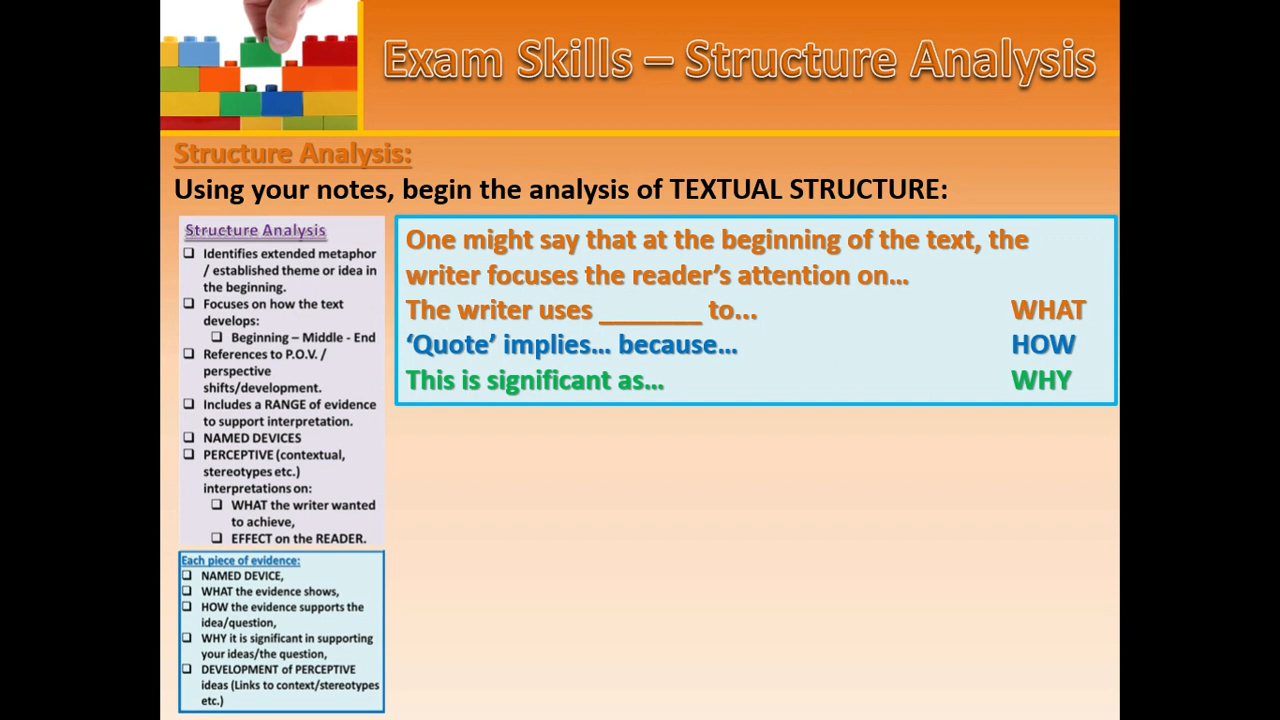 Exam Skills – Structure Analysis
Structure Analysis:
Using your notes, begin the analysis of TEXTUAL STRUCTURE:
Structure Analysis
❑ Identifies extended metaphor
/ established theme or idea in
the beginning.
❑ Focuses on how the text
develops:
❑ Beginning – Middle - End
❑ References to P.O.V. /
perspective
shifts/development.
❑ Includes a RANGE of evidence
to support interpretation.
❑ NAMED DEVICES
❑ PERCEPTIVE (contextual,
stereotypes etc.)
interpretations on:
❑ WHAT the writer wanted
to achieve,
❑ EFFECT on the READER.
Each piece of evidence:
❑ NAMED DEVICE,
❑ WHAT the evidence shows,
❑ HOW the evidence supports the
idea/question,
❑ WHY it is significant in supporting
your ideas/the question,
❑ DEVELOPMENT of PERCEPTIVE
ideas (Links to context/stereotypes
etc.)
One might say that at the beginning of the text, the
writer focuses the reader's attention on…
The writer uses _______ to... WHAT
‘Quote’ implies… because… HOW
This is significant as… WHY